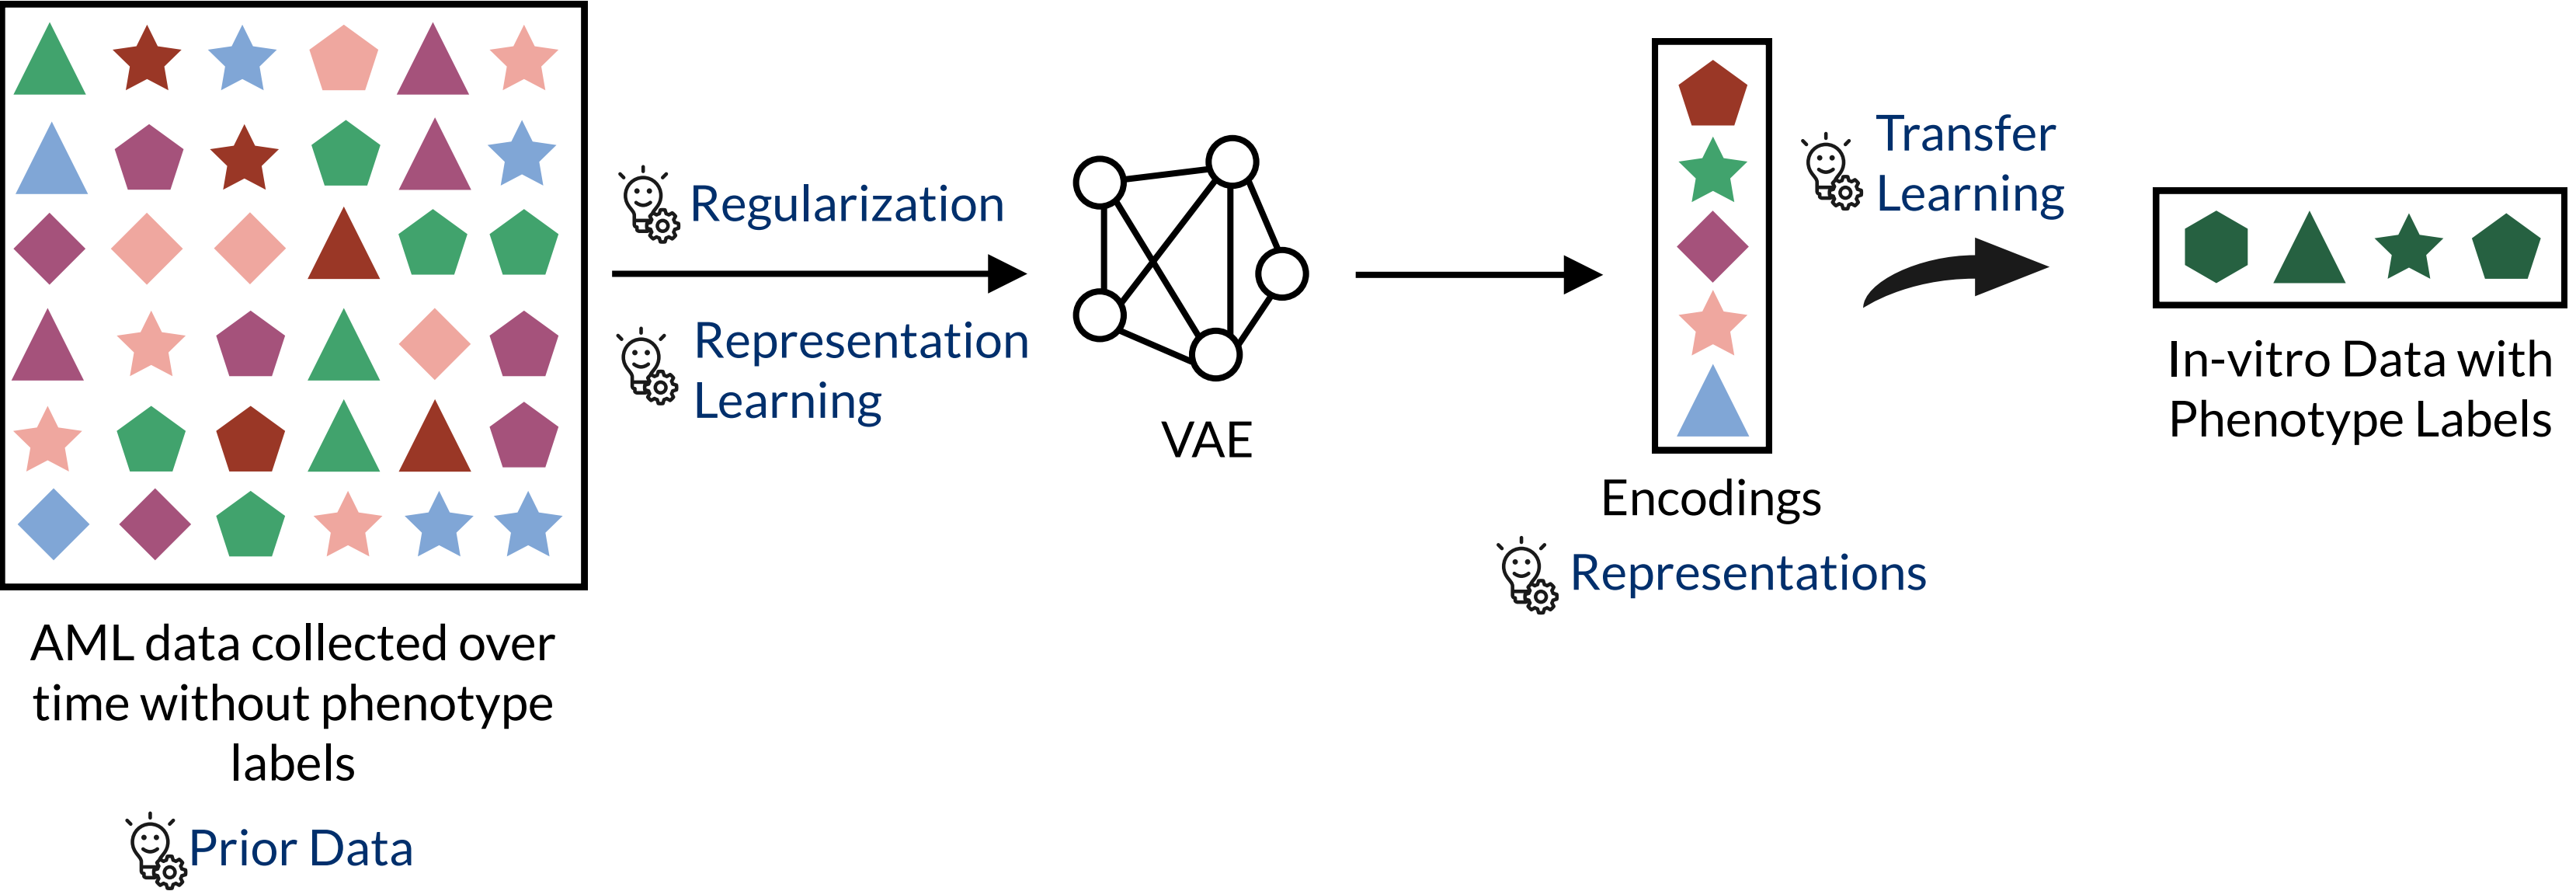 Regularization
Representation
Learning
VAE
Transfer
Learning
Encodings
Representations
In-vitro Data with
Phenotype Labels
AML data collected over
time without phenotype
labels
Prior Data